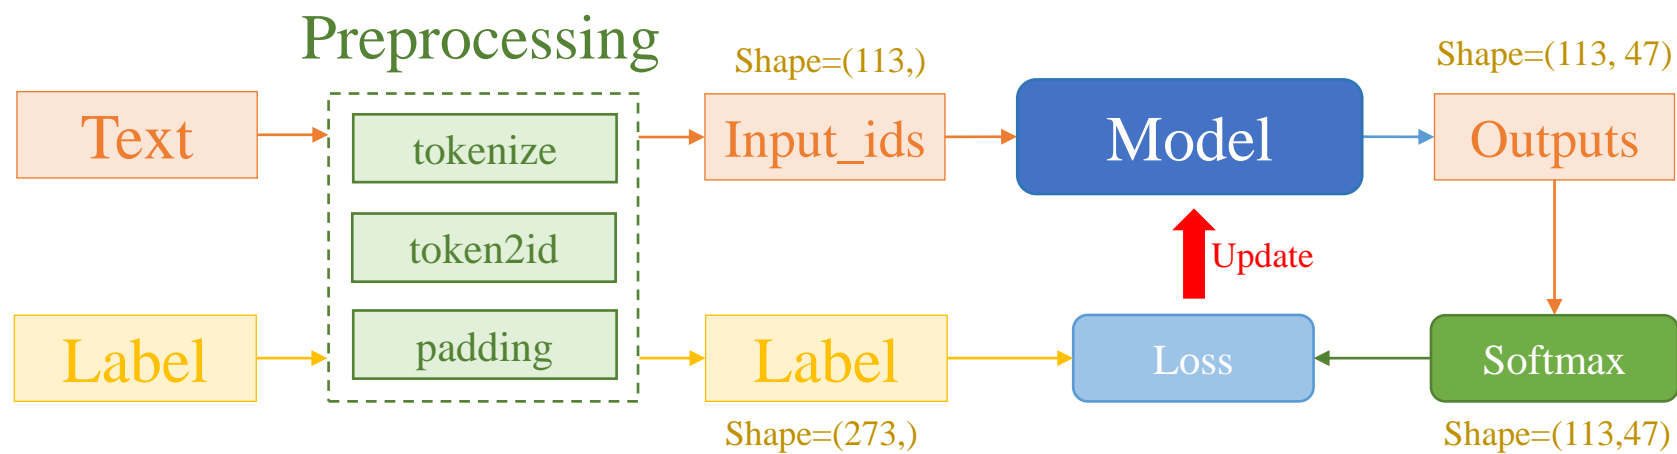 Preprocessing
Shape=(113,)
Shape=(113, 47)
Text
tokenize
Input_ids
Model
Outputs
token2id
Update
Label
padding
Label
Loss
Softmax
Shape=(273,)
Shape=(113,47)